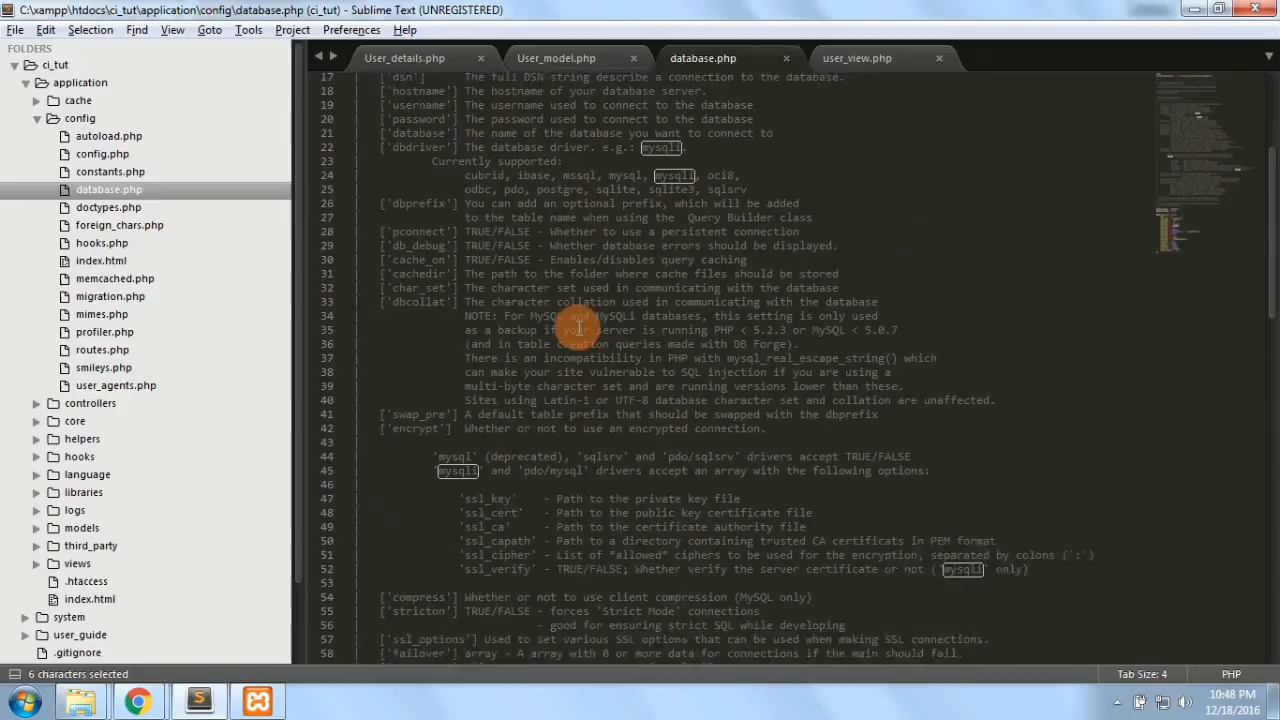 C:\xampp\htdocs\ci_tut\application\config\database.php (ci_tut) - Sublime Text (UNREGISTERED)
File Edit Selection Find View Goto Tools Project Preferences Help
FOLDERS
ci_tut
application
cache
config
autoload.php
config.php
constants.php
database.php
doctypes.php
foreign_chars.php
hooks.php
index.html
memcached.php
migration.php
mimes.php
profiler.php
routes.php
smileys.php
user_agents.php
controllers
core
helpers
hooks
language
libraries
logs
models
third_party
views
.htaccess
index.html
system
user_guide
.gitignore
User_details.php User_model.php database.php user_view.php
17 ['dsn'] The full DSN string describe a connection to the database.
18 ['hostname'] The hostname of your database server.
19 ['username'] The username used to connect to the database
20 ['password'] The password used to connect to the database
21 ['database'] The name of the database you want to connect to
22 ['dbdriver'] The database driver. e.g.: mysqli.
23 Currently supported:
24 cubrid, ibase, mssql, mysql, mysqli, oci8,
25 odbc, pdo, postgre, sqlite, sqlite3, sqlsrv
26 ['dbprefix'] You can add an optional prefix, which will be added
27 to the table name when using the  Query Builder class
28 ['pconnect'] TRUE/FALSE - Whether to use a persistent connection
29 ['db_debug'] TRUE/FALSE - Whether database errors should be displayed.
30 ['cache_on'] TRUE/FALSE - Enables/disables query caching
31 ['cachedir'] The path to the folder where cache files should be stored
32 ['char_set'] The character set used in communicating with the database
33 ['dbcollat'] The character collation used in communicating with the database
34 NOTE: For MySQL and MySQLi databases, this setting is only used
35 as a backup if your server is running PHP < 5.2.3 or MySQL < 5.0.7
36 (and in table creation queries made with DB Forge).
37 There is an incompatibility in PHP with mysql_real_escape_string() which
38 can make your site vulnerable to SQL injection if you are using a
39 multi-byte character set and are running versions lower than these.
40 Sites using Latin-1 or UTF-8 database character set and collation are unaffected.
41 ['swap_pre'] A default table prefix that should be swapped with the dbprefix
42 ['encrypt'] Whether or not to use an encrypted connection.
43
44 'mysql' (deprecated), 'sqlsrv' and 'pdo/sqlsrv' drivers accept TRUE/FALSE
45 'mysqli' and 'pdo/mysql' drivers accept an array with the following options:
46
47 'ssl_key' - Path to the private key file
48 'ssl_cert' - Path to the public key certificate file
49 'ssl_ca' - Path to the certificate authority file
50 'ssl_capath' - Path to a directory containing trusted CA certificates in PEM format
51 'ssl_cipher' - List of *allowed* ciphers to be used for the encryption, separated by colons (':')
52 'ssl_verify' - TRUE/FALSE; Whether verify the server certificate or not ('mysqli' only)
53
54 ['compress'] Whether or not to use client compression (MySQL only)
55 ['stricton'] TRUE/FALSE - forces 'Strict Mode' connections
56 - good for ensuring strict SQL while developing
57 ['ssl_options'] Used to set various SSL options that can be used when making SSL connections.
58 ['failover'] array - A array with 0 or more data for connections if the main should fail.
6 characters selected Tab Size: 4 PHP
10:48 PM
12/18/2016